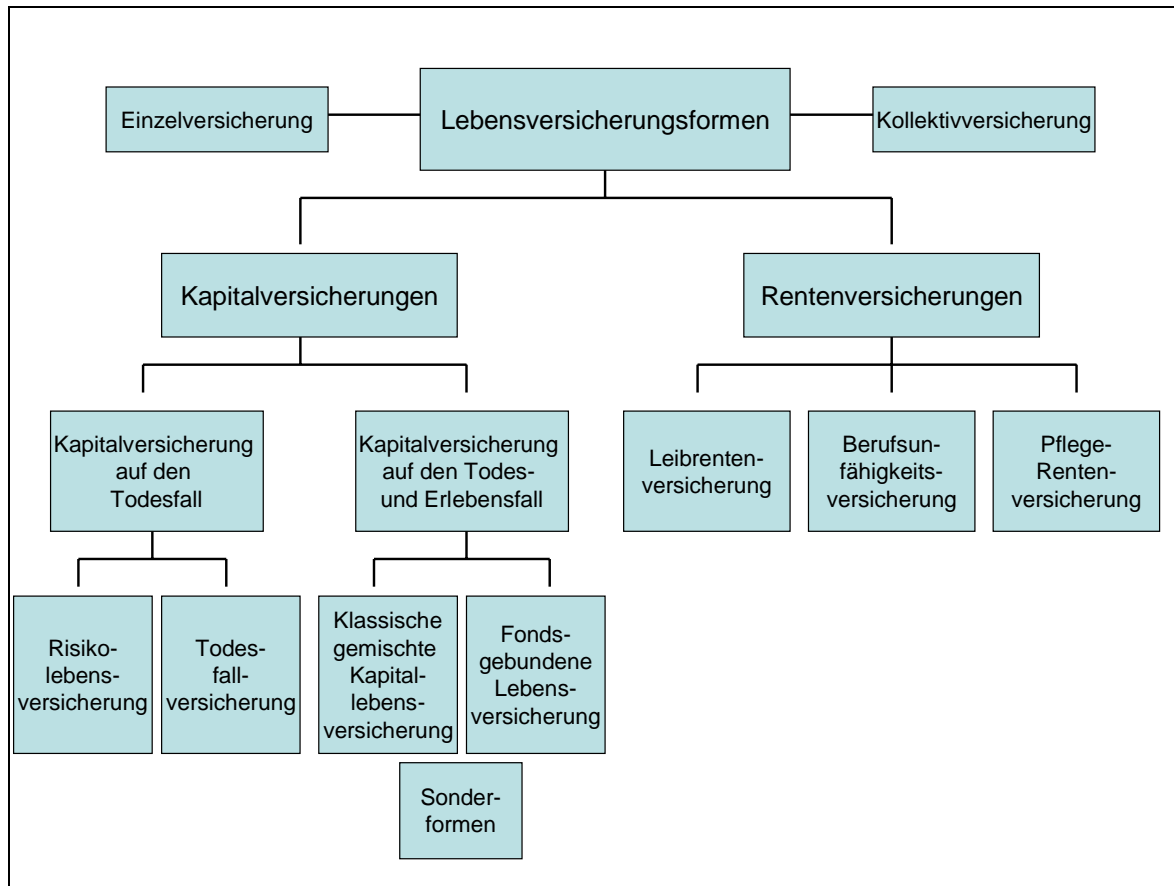 Einzelversicherung
Lebensversicherungsformen
Kollektivversicherung
Kapitalversicherungen
Rentenversicherungen
Kapitalversicherung
auf den
Todesfall
Kapitalversicherung
auf den Todes-
und Erlebensfall
Leibrenten-
versicherung
Berufsun-
fähigkeits-
versicherung
Pflege-
Renten-
versicherung
Risiko-
lebens-
versicherung
Todes-
fall-
versicherung
Klassische
gemischte
Kapital-
lebens-
versicherung
Fonds-
gebundene
Lebens-
versicherung
Sonder-
formen